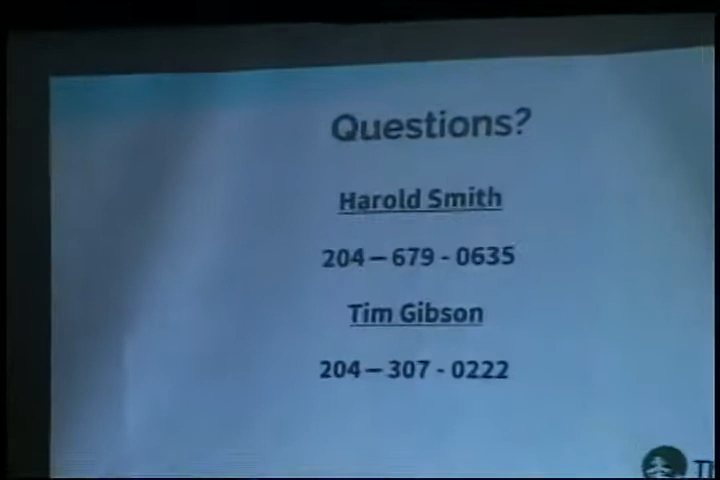 Questions?
Harold Smith
204 – 679 - 0635
Tim Gibson
204 – 307 - 0222